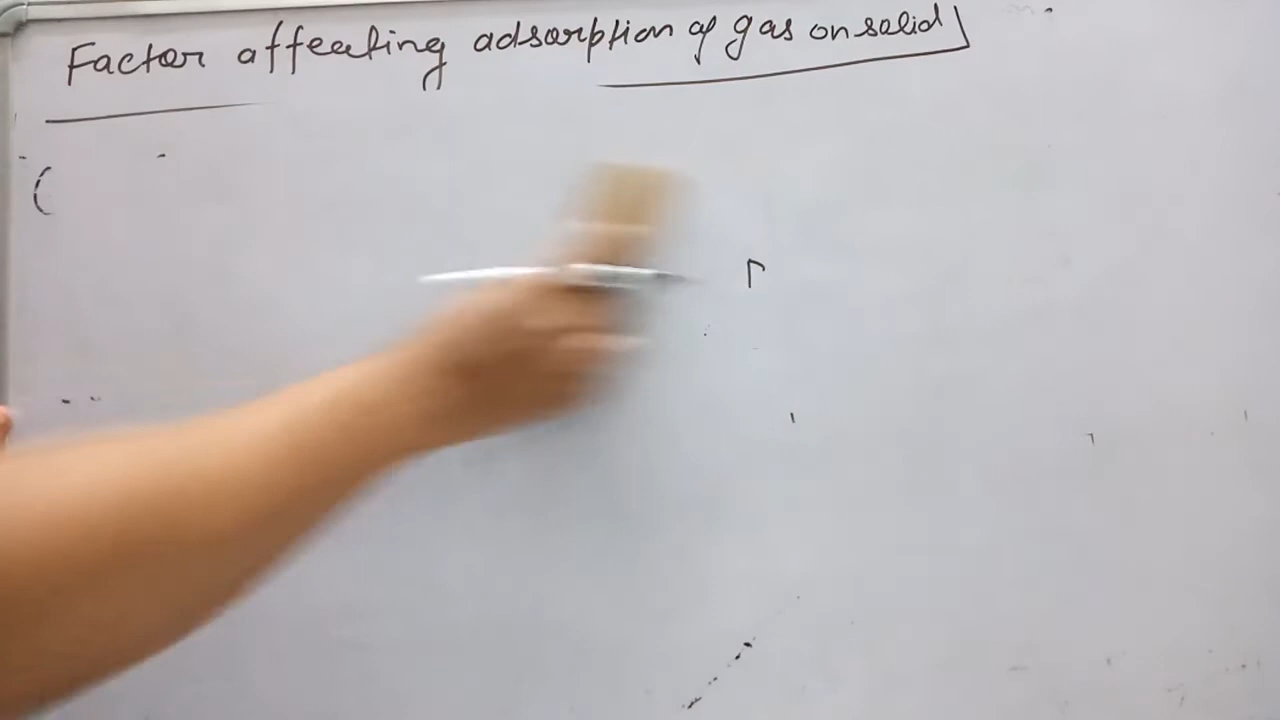 Factor affecting adsorption of gas on solid
(